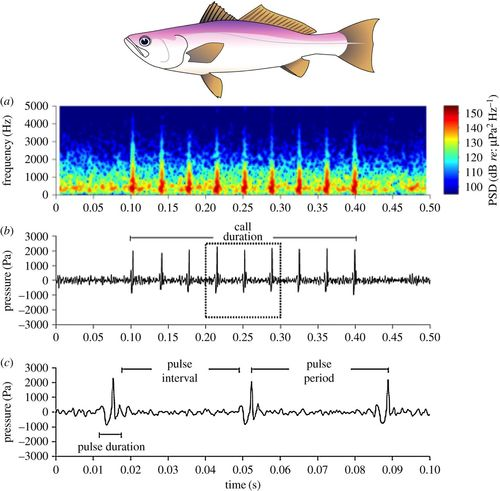 (a)
5000
4000
3000
2000
1000
0
frequency (Hz)
0 0.05 0.10 0.15 0.20 0.25 0.30 0.35 0.40 0.45 0.50
150
140
130
120
110
100
PSD (dB re: µPa² Hz⁻¹)
(b)
call
duration
3000
2000
1000
0
−1000
−2000
−3000
pressure (Pa)
0 0.05 0.10 0.15 0.20 0.25 0.30 0.35 0.40 0.45 0.50
(c)
pulse
interval
pulse
period
3000
2000
1000
0
−1000
−2000
−3000
pressure (Pa)
pulse duration
0 0.01 0.02 0.03 0.04 0.05 0.06 0.07 0.08 0.09 0.10
time (s)